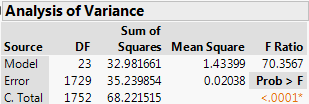 Analysis of Variance
Sum of
Source DF Squares Mean Square F Ratio
Model 23 32.981661 1.43399 70.3567
Error 1729 35.239854 0.02038 Prob > F
C. Total 1752 68.221515 <.0001*